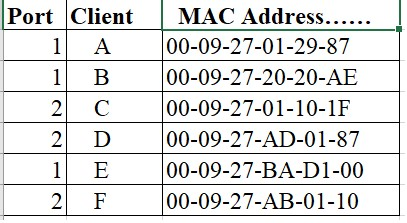 Port Client MAC Address......
1 A 00-09-27-01-29-87
1 B 00-09-27-20-20-AE
2 C 00-09-27-01-10-1F
2 D 00-09-27-AD-01-87
1 E 00-09-27-BA-D1-00
2 F 00-09-27-AB-01-10